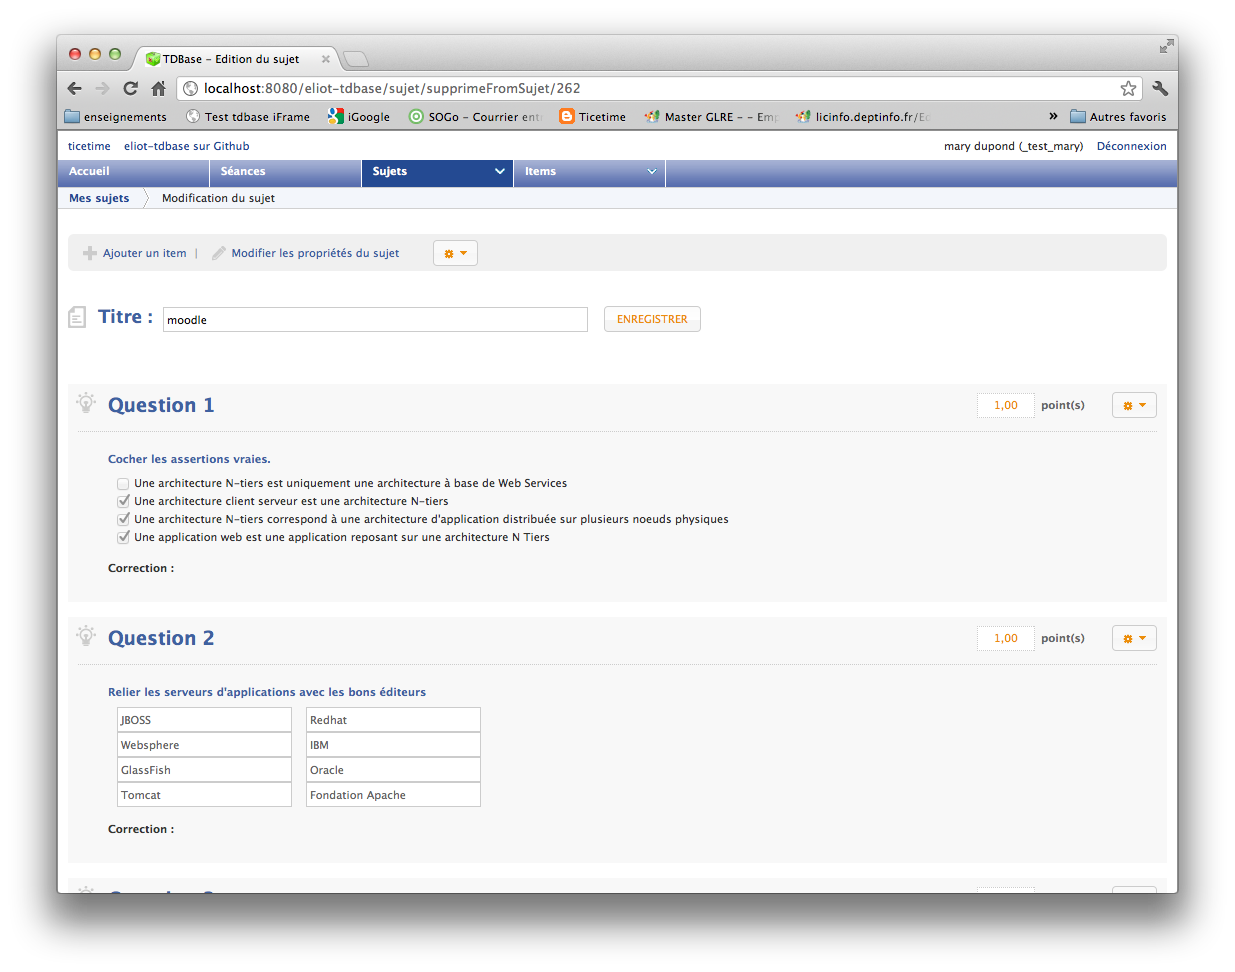 TDBase – Edition du sujet
localhost:8080/eliot-tdbase/sujet/supprimeFromSujet/262
enseignements Test tdbase iFrame iGoogle SOGo – Courrier ent Ticetime Master GLRE – – Emp licinfo.deptinfo.fr/Ed » Autres favoris
ticetime eliot-tdbase sur Github mary dupond (_test_mary) Déconnexion
Accueil Séances Sujets Items
Mes sujets Modification du sujet
Ajouter un item | Modifier les propriétés du sujet
Titre : moodle ENREGISTRER
Question 1 1,00 point(s)
Cocher les assertions vraies.
Une architecture N-tiers est uniquement une architecture à base de Web Services
Une architecture client serveur est une architecture N-tiers
Une architecture N-tiers correspond à une architecture d'application distribuée sur plusieurs noeuds physiques
Une application web est une application reposant sur une architecture N Tiers
Correction :
Question 2 1,00 point(s)
Relier les serveurs d'applications avec les bons éditeurs
JBOSS Redhat
Websphere IBM
GlassFish Oracle
Tomcat Fondation Apache
Correction :